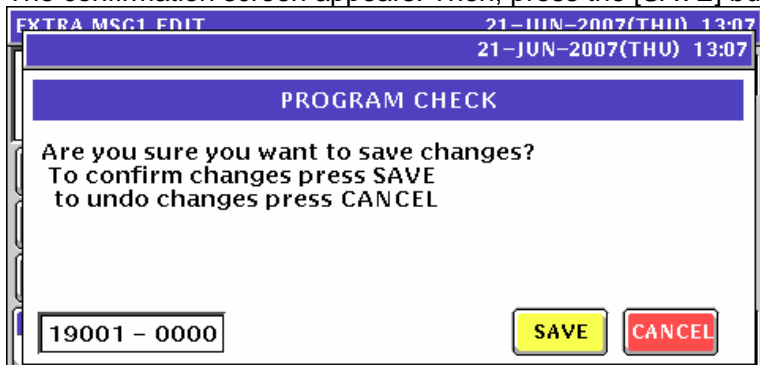 The confirmation screen appears. Then, press the [SAVE] bu
EXTRA MSG1 EDIT 21-JUN-2007(THU) 13:07
21-JUN-2007(THU) 13:07
PROGRAM CHECK
Are you sure you want to save changes?
To confirm changes press SAVE
to undo changes press CANCEL
19001 - 0000 SAVE CANCEL